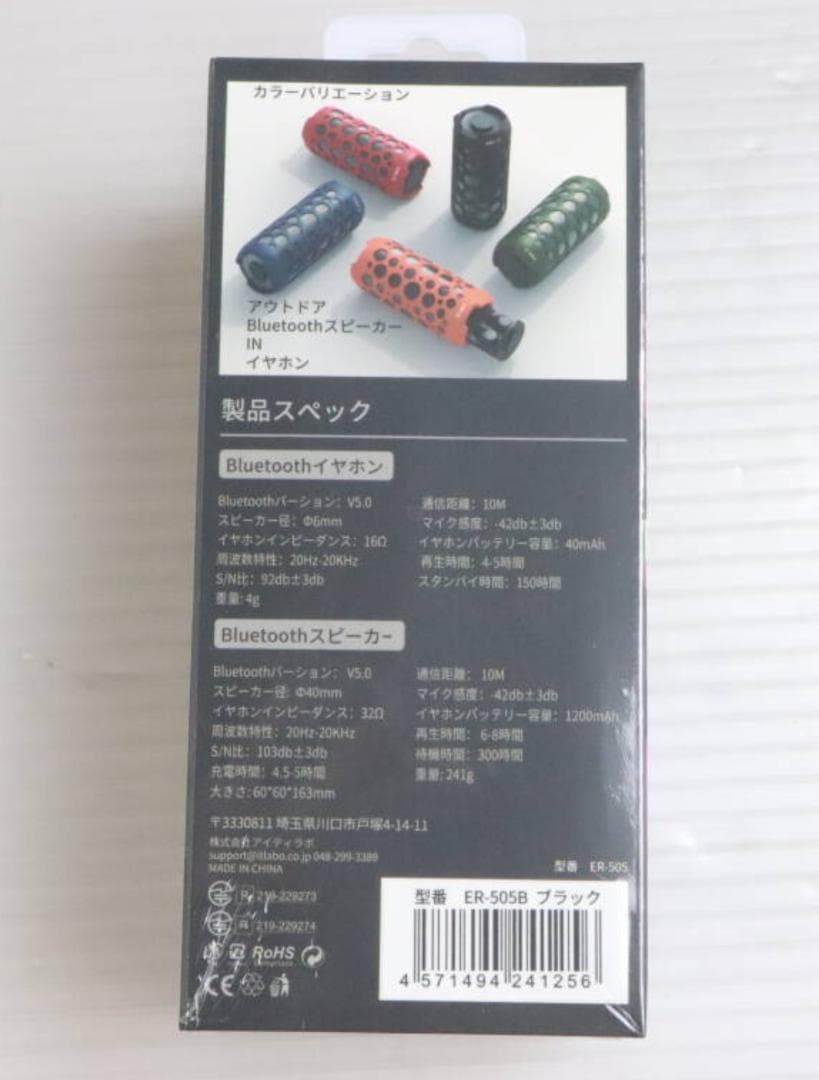 カラーバリエーション
アウトドア
Bluetoothスピーカー
IN
イヤホン
製品スペック
Bluetoothイヤホン
Bluetoothバーション：V5.0
スピーカー径：Φ6mm
イヤホンインピーダンス：16Ω
周波数特性：20Hz-20KHz
S/N比：92db±3db
重量: 4g
通信距離：10M
マイク感度：-42db±3db
イヤホンバッテリー容量：40mAh
再生時間：4-5時間
スタンバイ時間：150時間
Bluetoothスピーカー
Bluetoothバーション： V5.0
スピーカー径: Φ40mm
イヤホンインピーダンス：32Ω
周波数特性：20Hz-20KHz
S/N比：103db±3db
充電時間：4.5-5時間
大きさ: 60*60*163mm
通信距離： 10M
マイク感度：-42db±3db
イヤホンバッテリー容量：1200mAh
再生時間： 6-8時間
待機時間：300時間
重量: 241g
〒3330811 埼玉県川口市戸塚4-14-11
株式会社アイティラボ
support@itlabo.co.jp 048-299-3389
MADE IN CHINA
型番 ER-505
R 219-229273
R 219-229274
RoHS
CE
型番 ER-505B ブラック
4 571494 241256